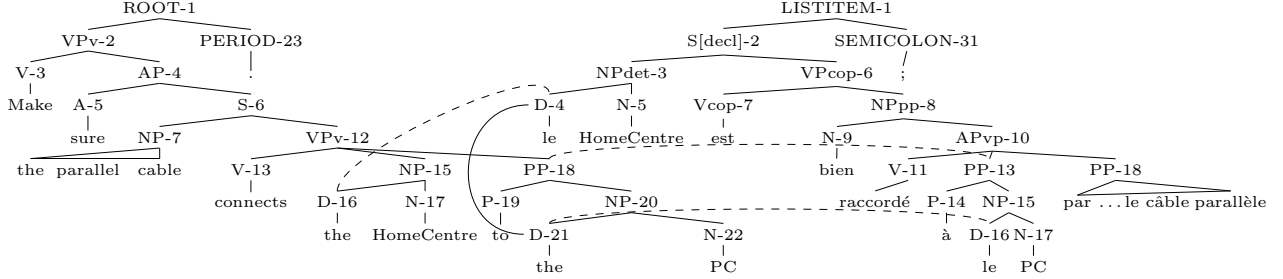 ROOT-1 LISTITEM-1
VPv-2 PERIOD-23 S[decl]-2 SEMICOLON-31
V-3 AP-4 . NPdet-3 VPcop-6 ;
Make A-5 S-6 D-4 N-5 Vcop-7 NPpp-8
sure NP-7 VPv-12 le HomeCentre est N-9 APvp-10
the parallel cable V-13 NP-15 PP-18 bien V-11 PP-13 PP-18
connects D-16 N-17 P-19 NP-20 raccordé P-14 NP-15 par ... le câble parallèle
the HomeCentre to D-21 N-22 à D-16 N-17
the PC le PC